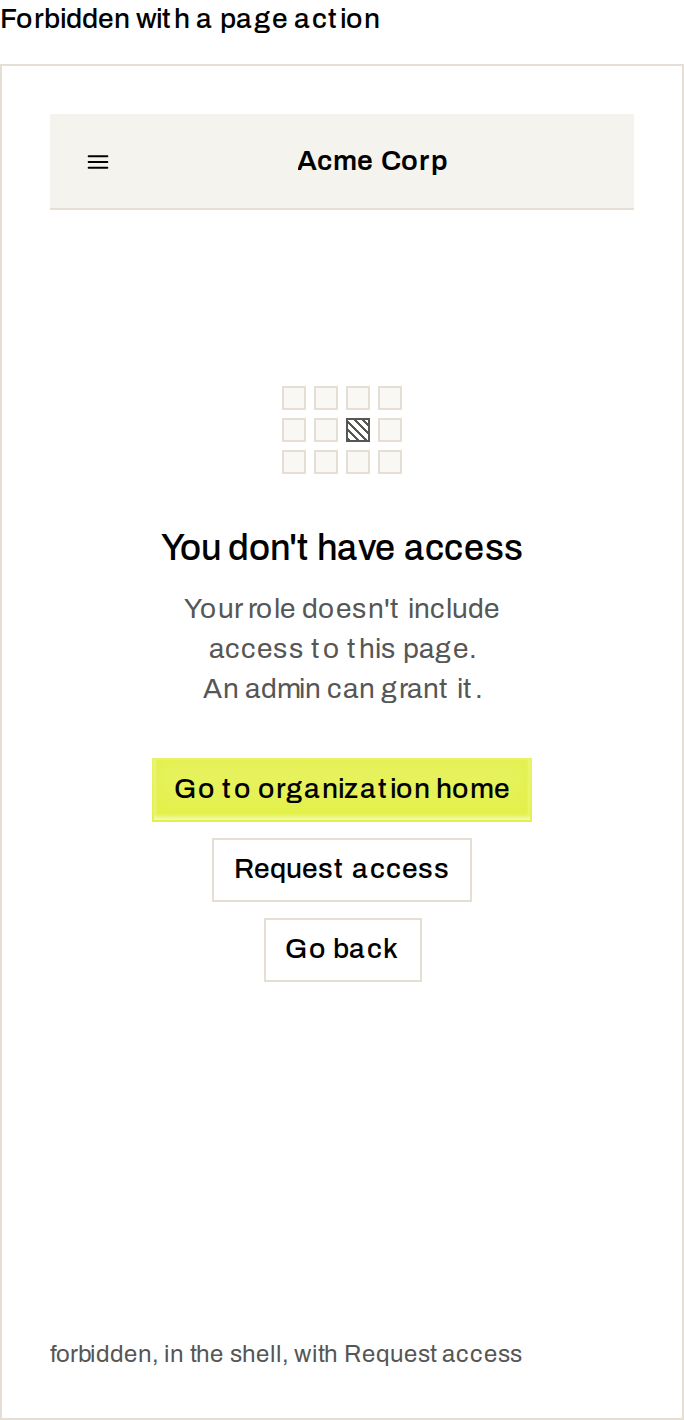 Forbidden with a page action
Acme Corp
You don't have access
Your role doesn't include
access to this page.
An admin can grant it.
Go to organization home
Request access
Go back
forbidden, in the shell, with Request access